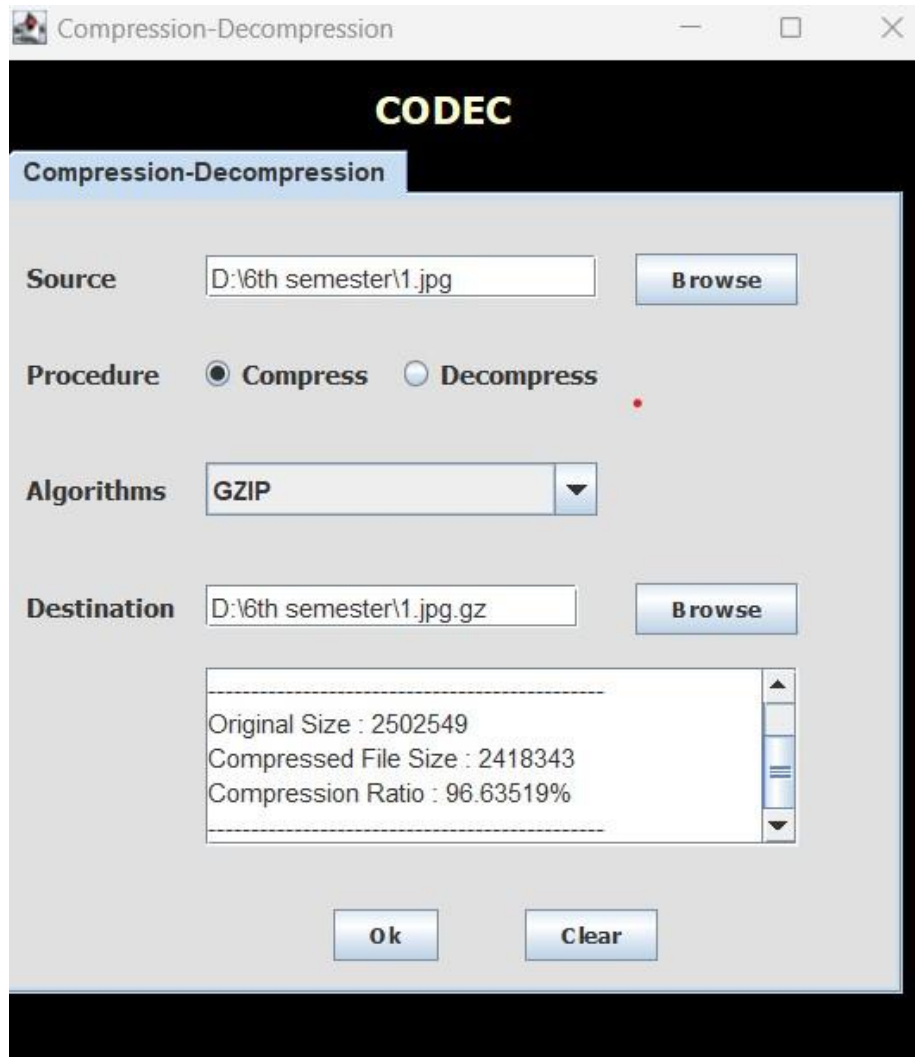 Compression-Decompression
CODEC
Compression-Decompression
Source D:\6th semester\1.jpg Browse
Procedure Compress Decompress
Algorithms GZIP
Destination D:\6th semester\1.jpg.gz Browse
---------------------------------------------
Original Size : 2502549
Compressed File Size : 2418343
Compression Ratio : 96.63519%
---------------------------------------------
Ok Clear